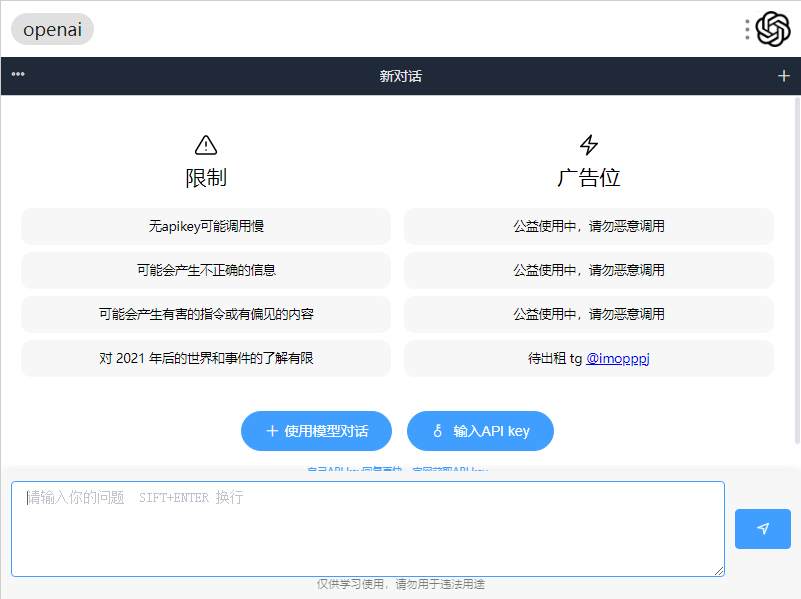 openai
新对话
限制
无apikey可能调用慢
可能会产生不正确的信息
可能会产生有害的指令或有偏见的内容
对 2021 年后的世界和事件的了解有限
广告位
公益使用中，请勿恶意调用
公益使用中，请勿恶意调用
公益使用中，请勿恶意调用
待出租 tg @imopppj
使用模型对话
输入API key
请输入你的问题 SIFT+ENTER 换行
仅供学习使用，请勿用于违法用途